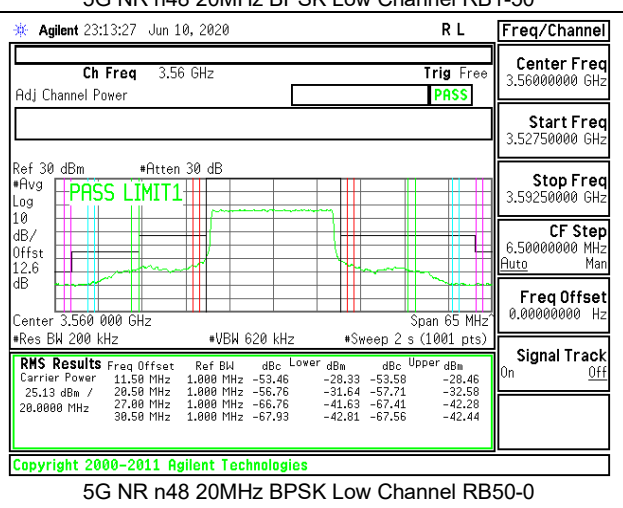 5G NR n48 20MHz BPSK Low Channel RB1-50
Agilent 23:13:27 Jun 10, 2020 R L
Freq/Channel
Ch Freq 3.56 GHz Trig Free
Adj Channel Power PASS
Center Freq
3.56000000 GHz
Start Freq
3.52750000 GHz
Stop Freq
3.59250000 GHz
CF Step
6.50000000 MHz
Auto Man
Freq Offset
0.00000000 Hz
Signal Track
On Off
Ref 30 dBm #Atten 30 dB
#Avg
Log
10
dB/
Offst
12.6
dB
PASS LIMIT1
Center 3.560 000 GHz Span 65 MHz^
#Res BW 200 kHz #VBW 620 kHz #Sweep 2 s (1001 pts)
RMS Results Freq Offset Ref BW dBc Lower dBm dBc Upper dBm
Carrier Power 11.50 MHz 1.000 MHz -53.46 -28.33 -53.58 -28.46
25.13 dBm / 20.50 MHz 1.000 MHz -56.76 -31.64 -57.71 -32.58
20.0000 MHz 27.00 MHz 1.000 MHz -66.76 -41.63 -67.41 -42.28
30.50 MHz 1.000 MHz -67.93 -42.81 -67.56 -42.44
Copyright 2000-2011 Agilent Technologies
5G NR n48 20MHz BPSK Low Channel RB50-0